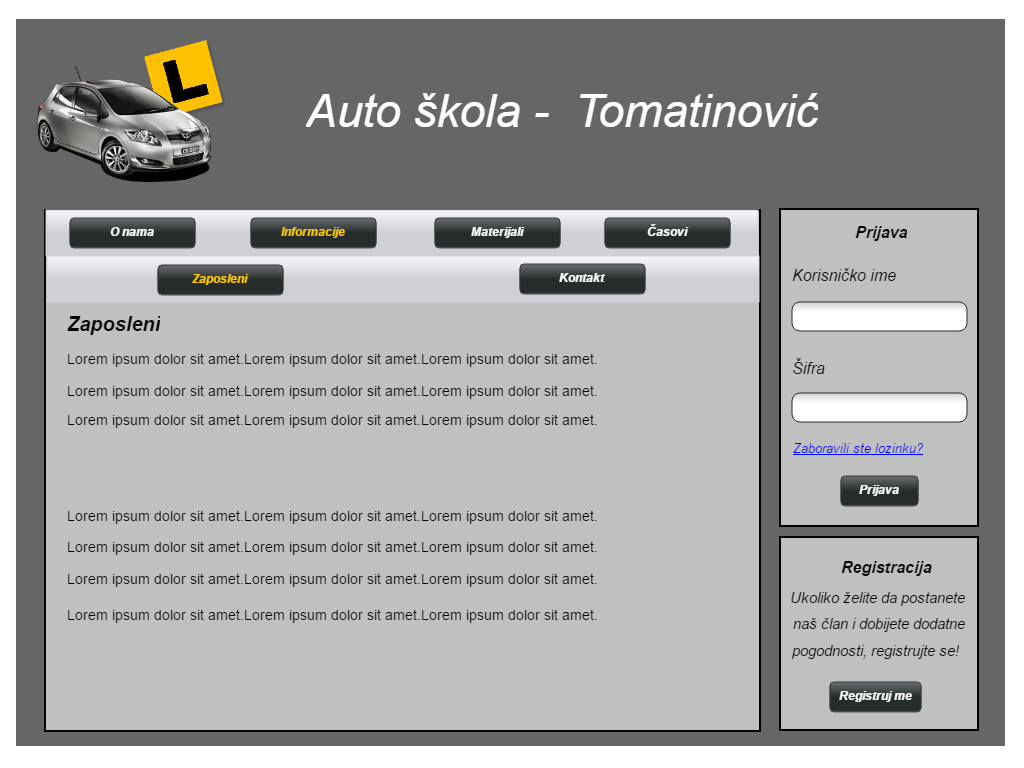 L
Auto škola - Tomatinović
O nama
Informacije
Materijali
Časovi
Zaposleni
Kontakt
Zaposleni
Lorem ipsum dolor sit amet.Lorem ipsum dolor sit amet.Lorem ipsum dolor sit amet.
Lorem ipsum dolor sit amet.Lorem ipsum dolor sit amet.Lorem ipsum dolor sit amet.
Lorem ipsum dolor sit amet.Lorem ipsum dolor sit amet.Lorem ipsum dolor sit amet.
Lorem ipsum dolor sit amet.Lorem ipsum dolor sit amet.Lorem ipsum dolor sit amet.
Lorem ipsum dolor sit amet.Lorem ipsum dolor sit amet.Lorem ipsum dolor sit amet.
Lorem ipsum dolor sit amet.Lorem ipsum dolor sit amet.Lorem ipsum dolor sit amet.
Lorem ipsum dolor sit amet.Lorem ipsum dolor sit amet.Lorem ipsum dolor sit amet.
Prijava
Korisničko ime
Šifra
Zaboravili ste lozinku?
Prijava
Registracija
Ukoliko želite da postanete
naš član i dobijete dodatne
pogodnosti, registrujte se!
Registruj me